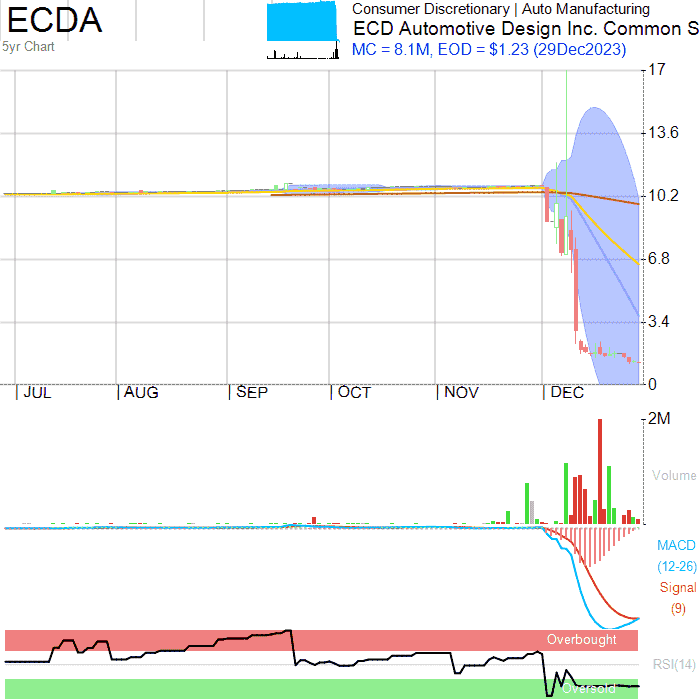 ECDA
5yr Chart
Consumer Discretionary | Auto Manufacturing
ECD Automotive Design Inc. Common S
MC = 8.1M, EOD = $1.23 (29Dec2023)
17
13.6
10.2
6.8
3.4
0
JUL AUG SEP OCT NOV DEC
2M
Volume
MACD
(12-26)
Signal
(9)
Overbought
RSI(14)
Oversold